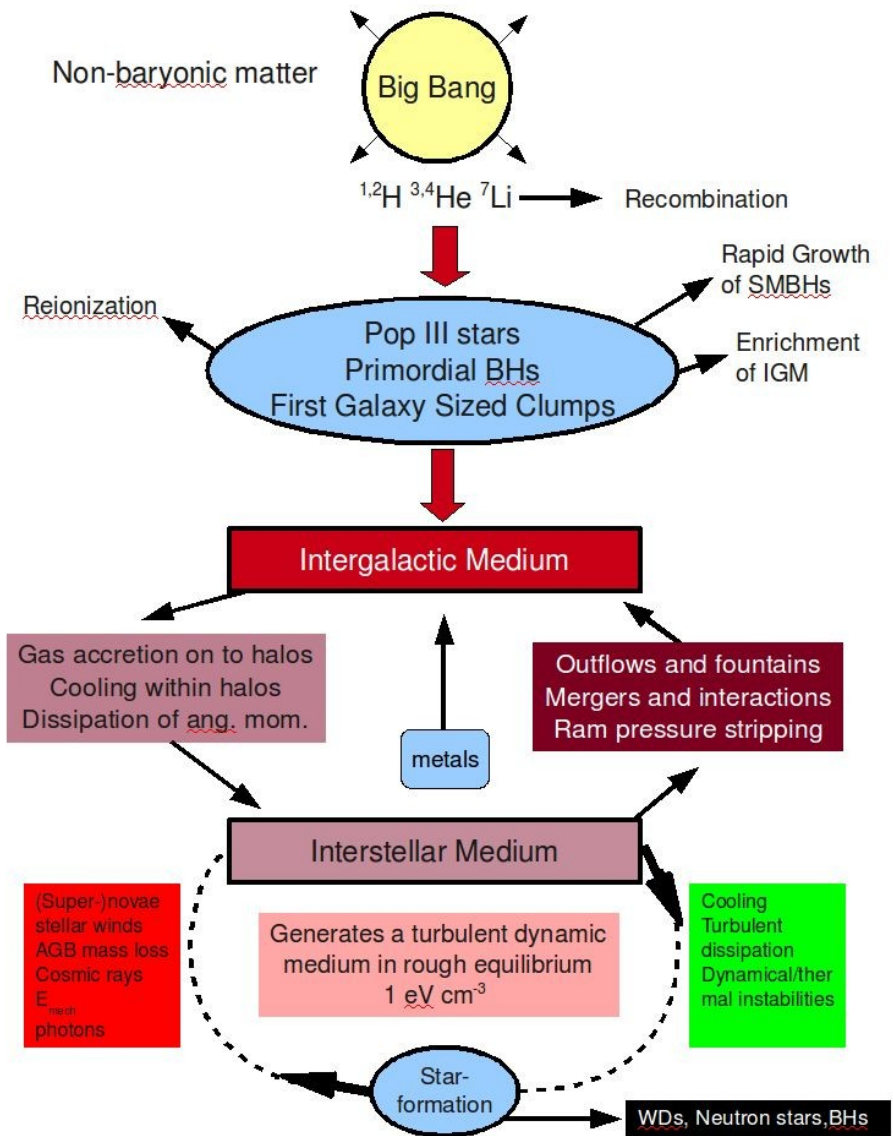 Non-baryonic matter
Big Bang
1,2H 3,4He 7Li
Recombination
Rapid Growth
of SMBHs
Reionization
Pop III stars
Primordial BHs
First Galaxy Sized Clumps
Enrichment
of IGM
Intergalactic Medium
Gas accretion on to halos
Cooling within halos
Dissipation of ang. mom.
Outflows and fountains
Mergers and interactions
Ram pressure stripping
metals
Interstellar Medium
(Super-)novae
stellar winds
AGB mass loss
Cosmic rays
Emech
photons
Generates a turbulent dynamic
medium in rough equilibrium
1 eV cm-3
Cooling
Turbulent
dissipation
Dynamical/ther
mal instabilities
Star-
formation
WDs, Neutron stars,BHs